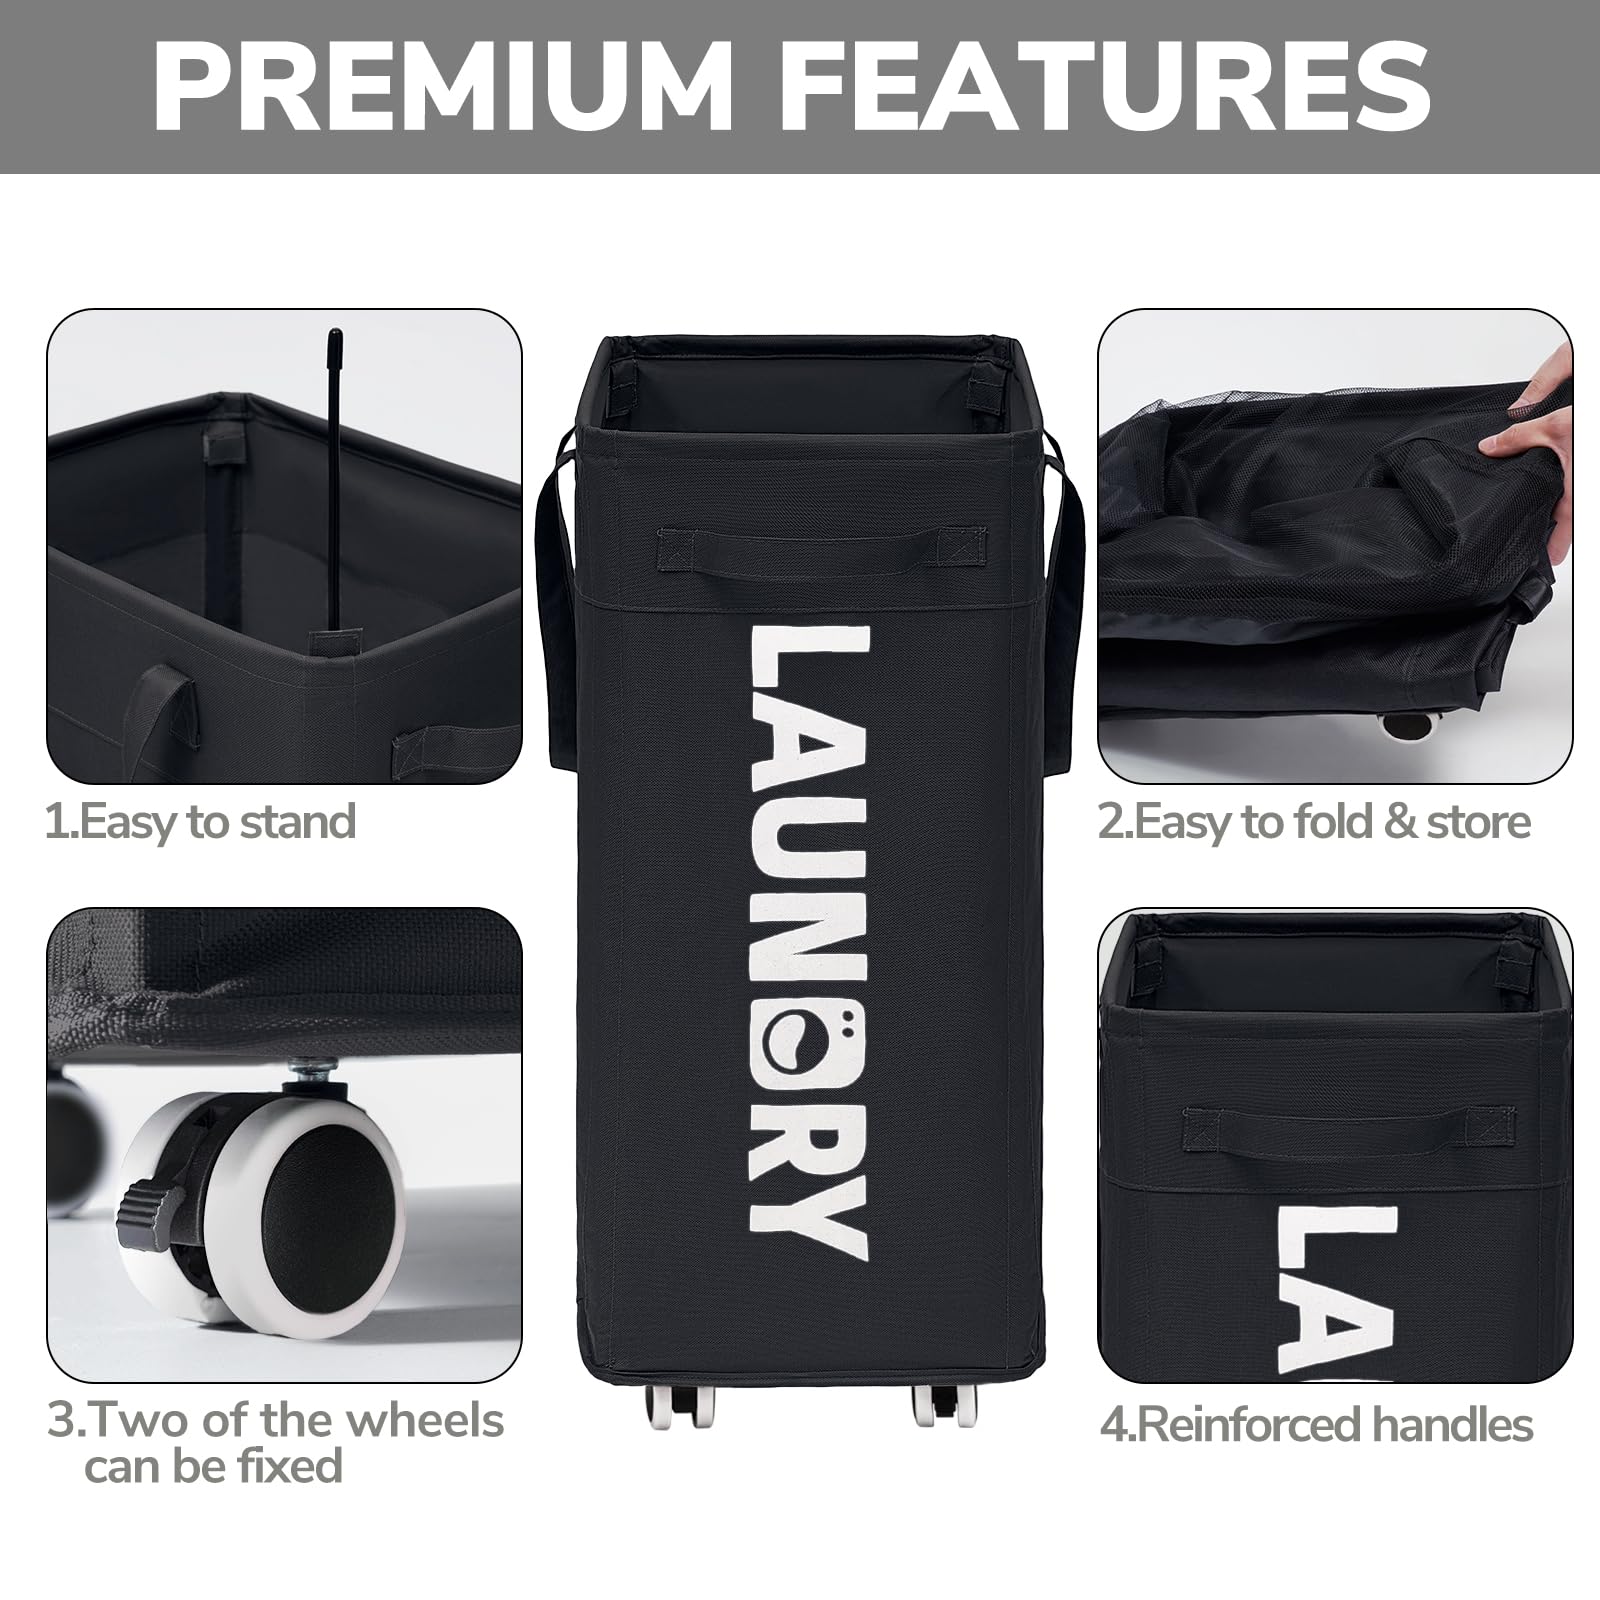 PREMIUM FEATURES
1.Easy to stand
2.Easy to fold & store
LAUNDRY
3.Two of the wheels
can be fixed
4.Reinforced handles
LA